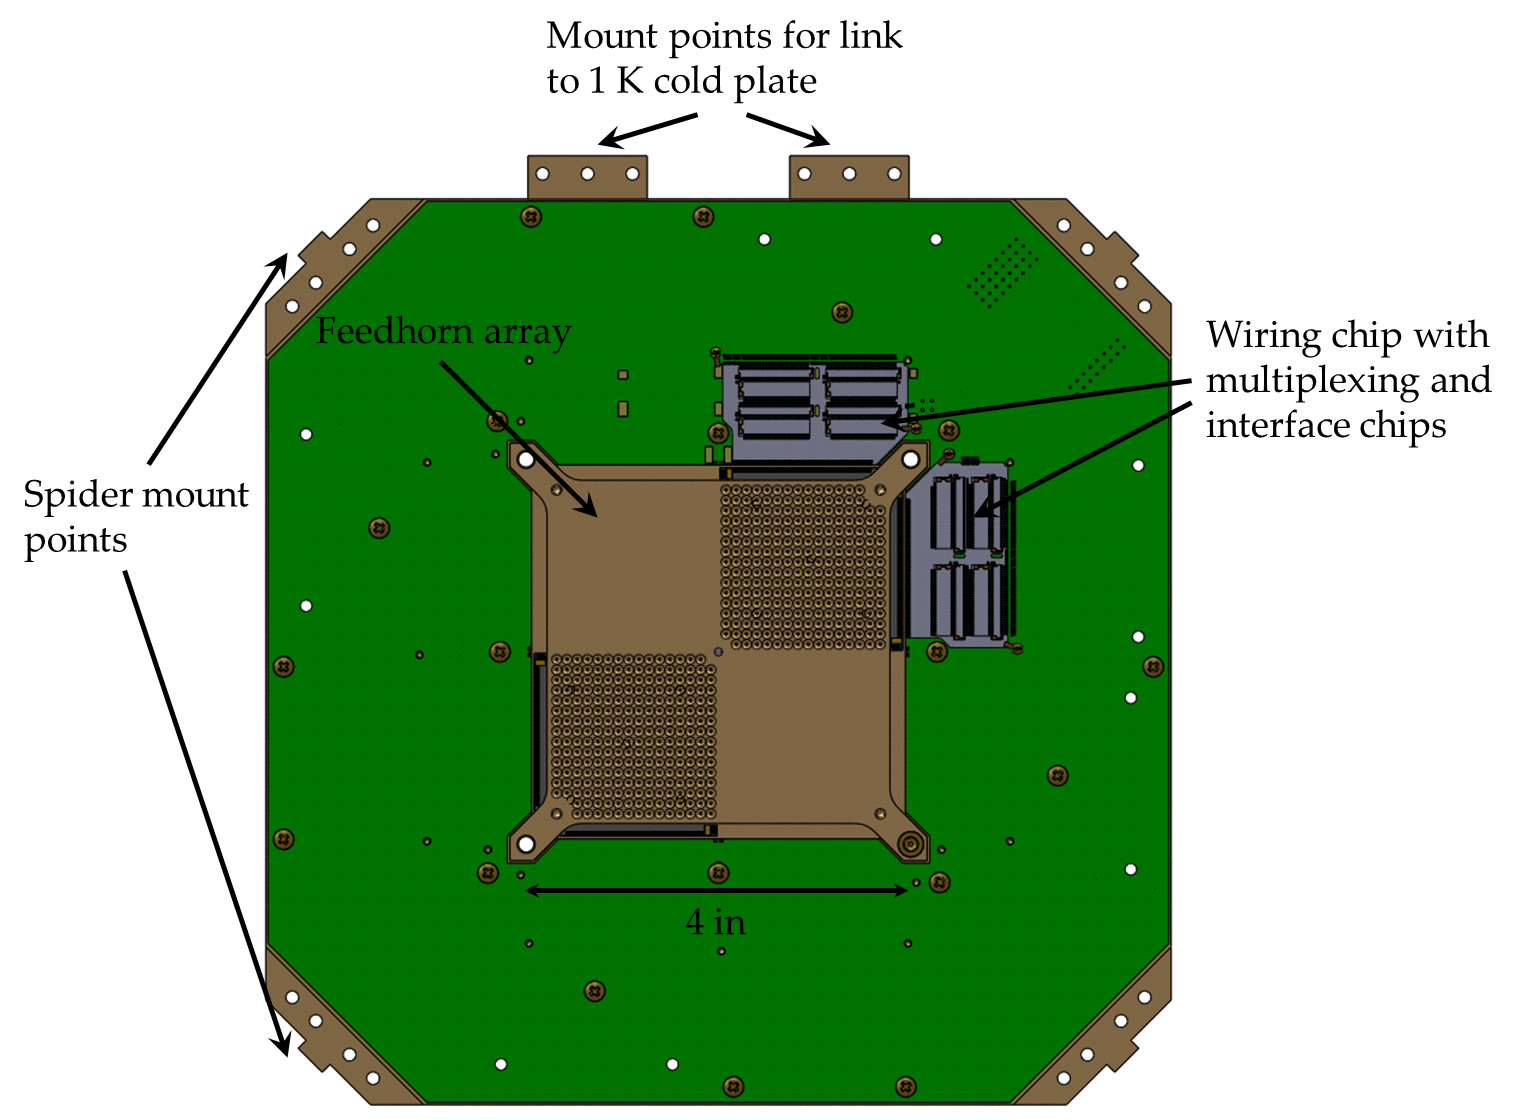 Mount points for link
to 1 K cold plate
Feedhorn array
Wiring chip with
multiplexing and
interface chips
Spider mount
points
4 in